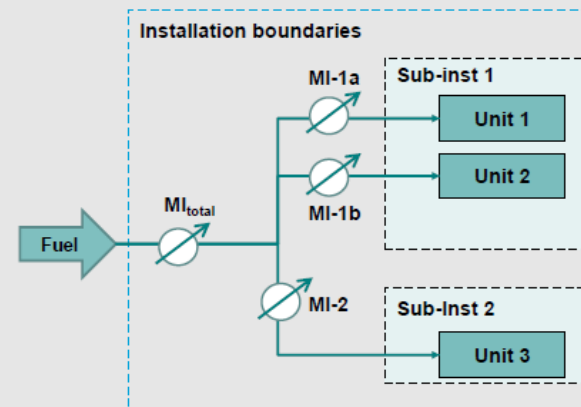 Installation boundaries
MI-1a
Sub-inst 1
Unit 1
Unit 2
MI-1b
MItotal
Fuel
MI-2
Sub-Inst 2
Unit 3